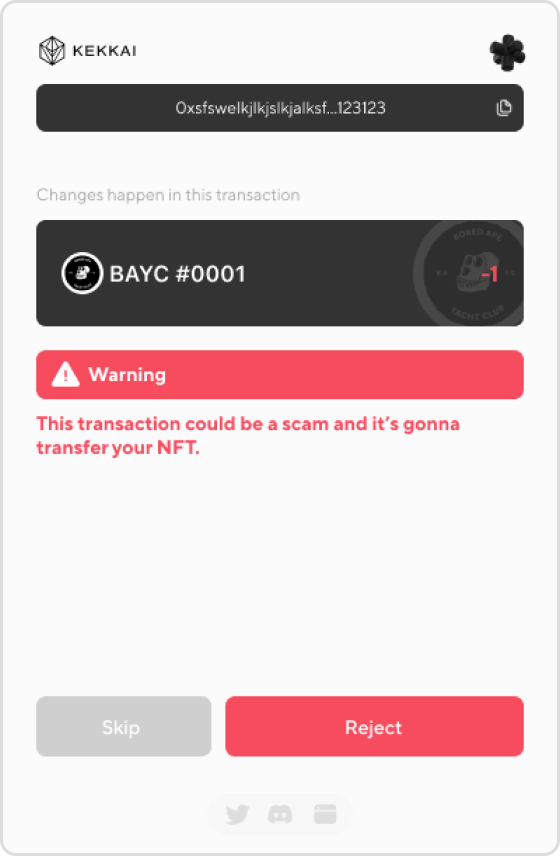 KEKKAI
0xsfswelkjlkjslkjalksf...123123
Changes happen in this transaction
BAYC #0001
BORED APE
-1
YACHT CLUB
Warning
This transaction could be a scam and it's gonna
transfer your NFT.
Skip
Reject